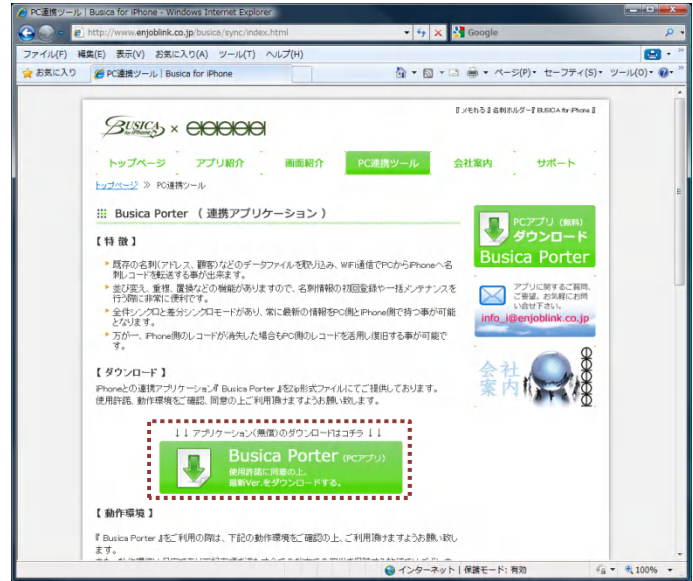 PC連携ツール | Busica for iPhone - Windows Internet Explorer
http://www.enjoblink.co.jp/busica/sync/index.html
Google
ファイル(F) 編集(E) 表示(V) お気に入り(A) ツール(T) ヘルプ(H)
お気に入り
PC連携ツール | Busica for iPhone
ページ(P) セーフティ(S) ツール(O)
『メモれる』名刺ホルダー『BUSICA for iPhone』
BUSICA for iPhone ×
トップページ アプリ紹介 画面紹介 PC連携ツール 会社案内 サポート
トップページ ≫ PC連携ツール
Busica Porter （ 連携アプリケーション ）
【 特 徴 】
既存の名刺(アドレス、顧客)などのデータファイルを取り込み、WiFi通信でPCからiPhoneへ名
刺レコードを転送する事が出来ます。
並び変え、重複、置換などの機能がありますので、名刺情報の初回登録や一括メンテナンスを
行う際に非常に便利です。
全件シンクロと差分シンクロモードがあり、常に最新の情報をPC側とiPhone側で持つ事が可能
となります。
万が一、iPhone側のレコードが消失した場合もPC側のレコードを活用し復旧する事が可能で
す。
【 ダウンロード 】
iPhoneとの連携アプリケーション『 Busica Porter 』をZip形式ファイルにてご提供しております。
使用許諾、動作環境をご確認、同意の上ご利用頂けますようお願い致します。
↓↓ アプリケーション(無償)のダウンロードはコチラ ↓↓
Busica Porter (PCアプリ)
使用許諾に同意の上、
最新Ver.をダウンロードする。
【 動作環境 】
『 Busica Porter 』をご利用の際は、下記の動作環境をご確認の上、ご利用頂けますようお願い致し
ます。
PCアプリ (無料)
ダウンロード
Busica Porter
アプリに関するご質問、
ご要望、お気軽にお問
い合せ下さい。
info_i@enjoblink.co.jp
会社
案内
インターネット | 保護モード: 有効
100%